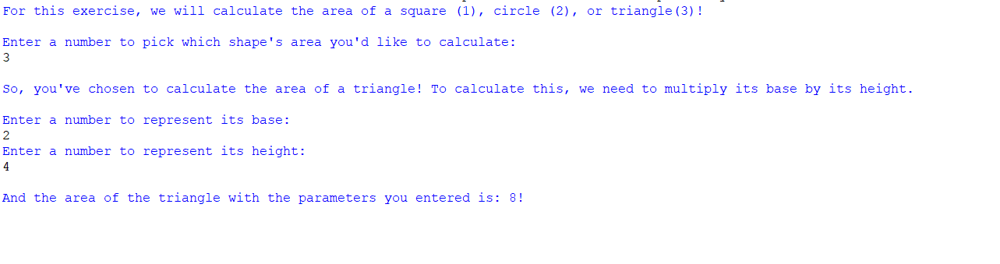 For this exercise, we will calculate the area of a square (1), circle (2), or triangle(3)!
Enter a number to pick which shape's area you'd like to calculate:
3
So, you've chosen to calculate the area of a triangle! To calculate this, we need to multiply its base by its height.
Enter a number to represent its base:
2
Enter a number to represent its height:
4
And the area of the triangle with the parameters you entered is: 8!